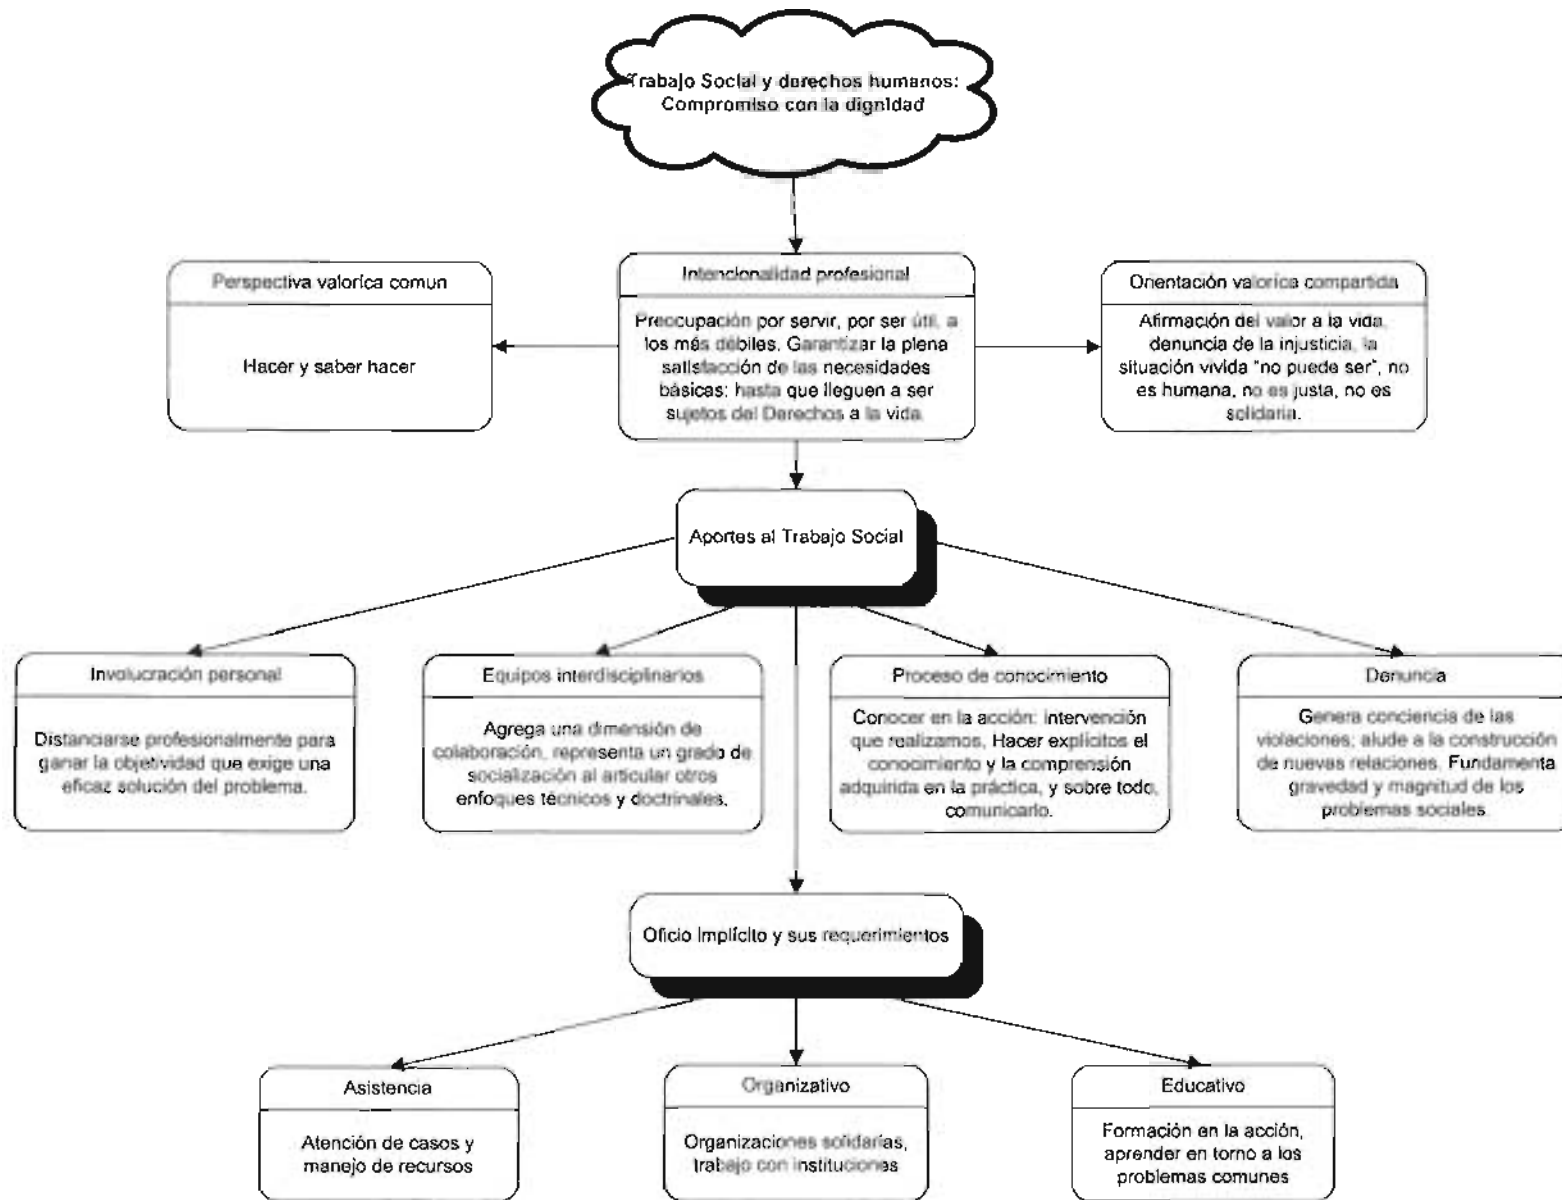 Trabajo Social y derechos humanos:
Compromiso con la dignidad
Perspectiva valorica comun
Hacer y saber hacer
Intencionalidad profesional
Preocupación por servir, por ser útil, a
los más débiles. Garantizar la plena
satisfacción de las necesidades
básicas: hasta que lleguen a ser
sujetos del Derechos a la vida.
Orientación valorica compartida
Afirmación del valor a la vida,
denuncia de la injusticia, la
situación vivida "no puede ser", no
es humana, no es justa, no es
solidaria.
Aportes al Trabajo Social
Involucración personal
Distanciarse profesionalmente para
ganar la objetividad que exige una
eficaz solución del problema.
Equipos interdisciplinarios
Agrega una dimensión de
colaboración, representa un grado de
socialización al articular otros
enfoques técnicos y doctrinales.
Proceso de conocimiento
Conocer en la acción: intervención
que realizamos, Hacer explícitos el
conocimiento y la comprensión
adquirida en la práctica, y sobre todo,
comunicarlo.
Denuncia
Genera conciencia de las
violaciones; alude a la construcción
de nuevas relaciones. Fundamenta
gravedad y magnitud de los
problemas sociales.
Oficio Implícito y sus requerimientos
Asistencia
Atención de casos y
manejo de recursos
Organizativo
Organizaciones solidarias,
trabajo con instituciones
Educativo
Formación en la acción,
aprender en torno a los
problemas comunes